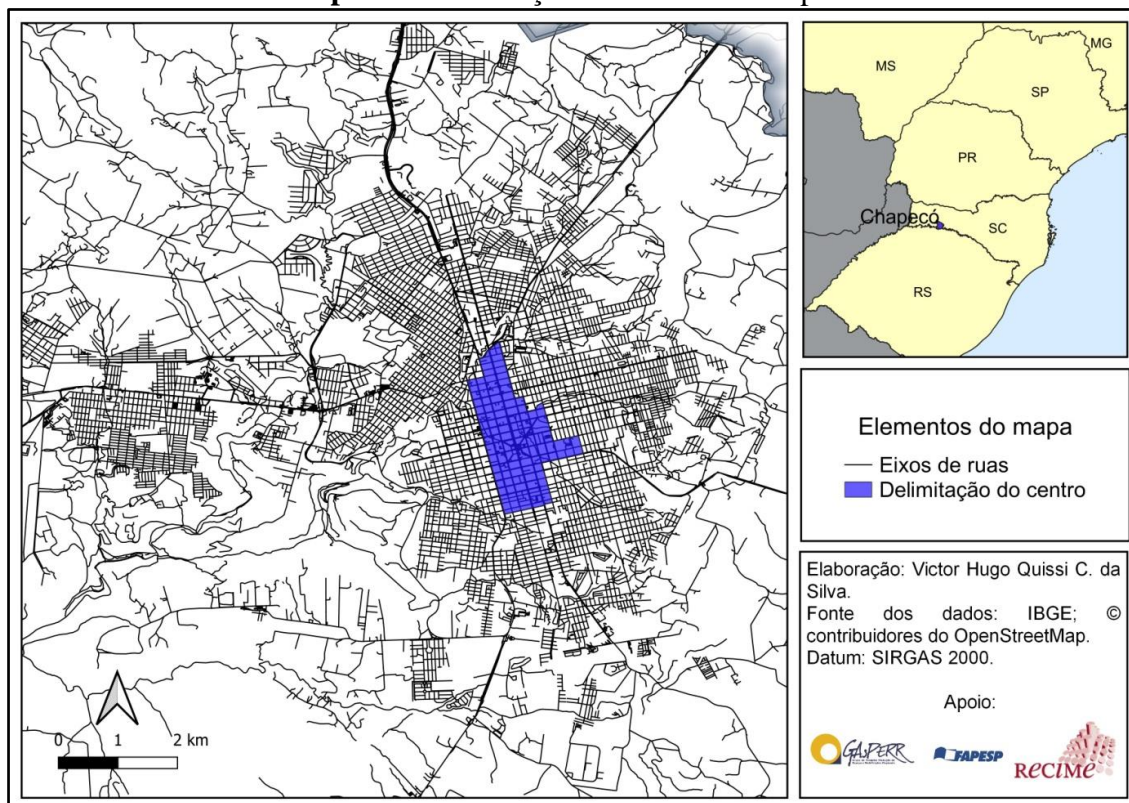 MS
MG
SP
PR
Chapecó
SC
RS
Elementos do mapa
Eixos de ruas
Delimitação do centro
Elaboração: Victor Hugo Quissi C. da
Silva.
Fonte dos dados: IBGE; ©
contribuidores do OpenStreetMap.
Datum: SIRGAS 2000.
Apoio:
GAsPERR
FAPESP
RECIME
0 1 2 km